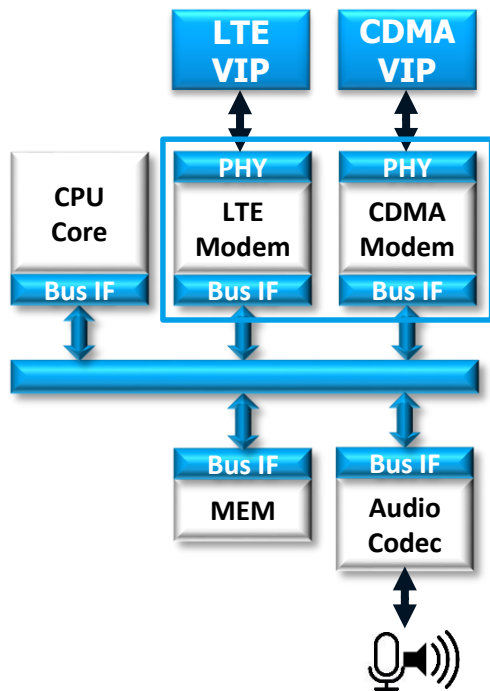 LTE
VIP
CDMA
VIP
CPU
Core
Bus IF
PHY
LTE
Modem
Bus IF
PHY
CDMA
Modem
Bus IF
Bus IF
MEM
Bus IF
Audio
Codec